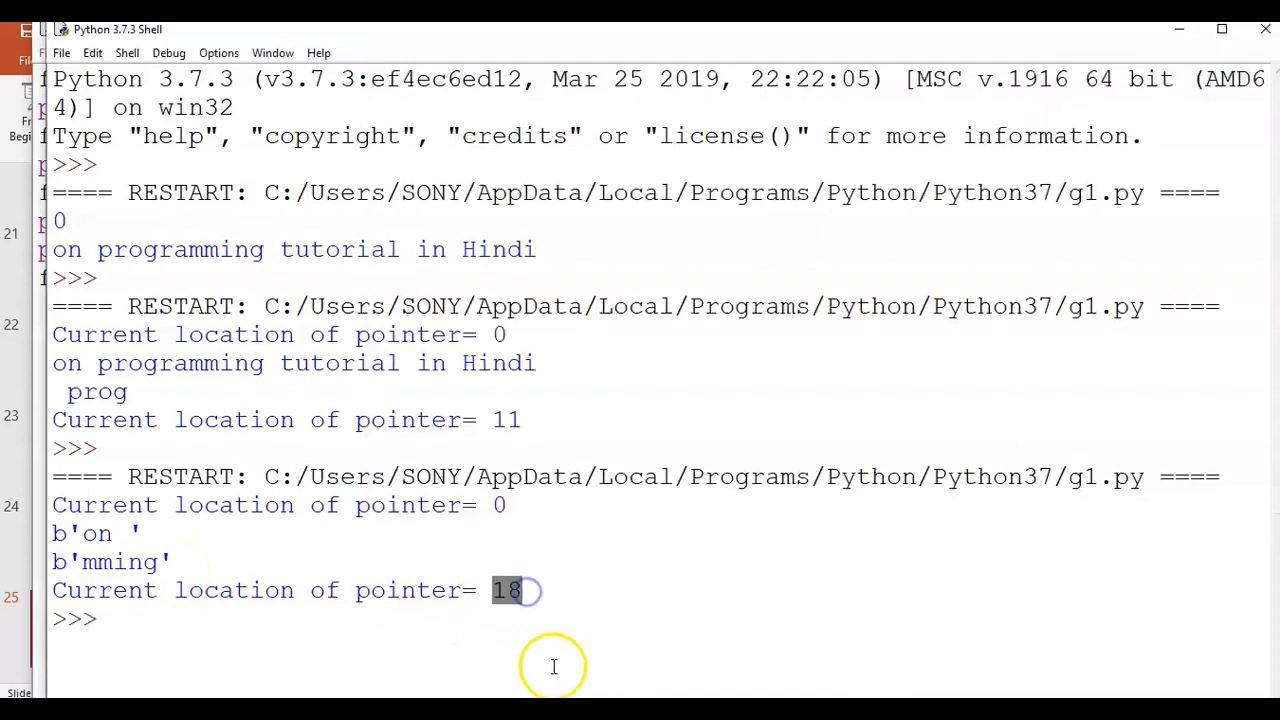 Python 3.7.3 Shell
File Edit Shell Debug Options Window Help
Python 3.7.3 (v3.7.3:ef4ec6ed12, Mar 25 2019, 22:22:05) [MSC v.1916 64 bit (AMD6
4)] on win32
Type "help", "copyright", "credits" or "license()" for more information.
>>>
==== RESTART: C:/Users/SONY/AppData/Local/Programs/Python/Python37/g1.py ====
0
on programming tutorial in Hindi
>>>
==== RESTART: C:/Users/SONY/AppData/Local/Programs/Python/Python37/g1.py ====
Current location of pointer= 0
on programming tutorial in Hindi
prog
Current location of pointer= 11
>>>
==== RESTART: C:/Users/SONY/AppData/Local/Programs/Python/Python37/g1.py ====
Current location of pointer= 0
b'on '
b'mming'
Current location of pointer= 18
>>>
21
22
23
24
25